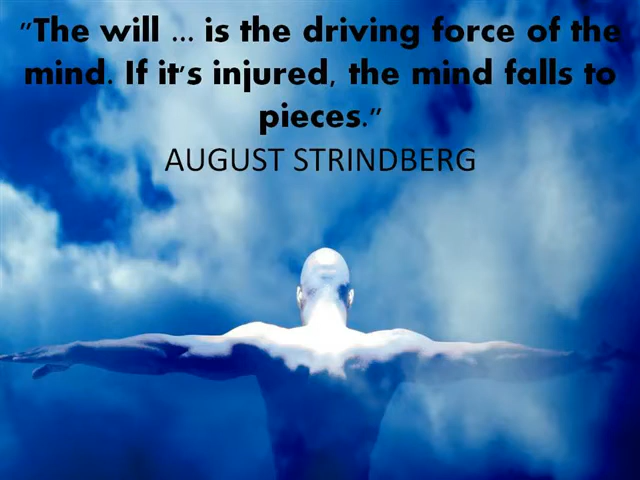 "The will ... is the driving force of the
mind. If it's injured, the mind falls to
pieces."
AUGUST STRINDBERG